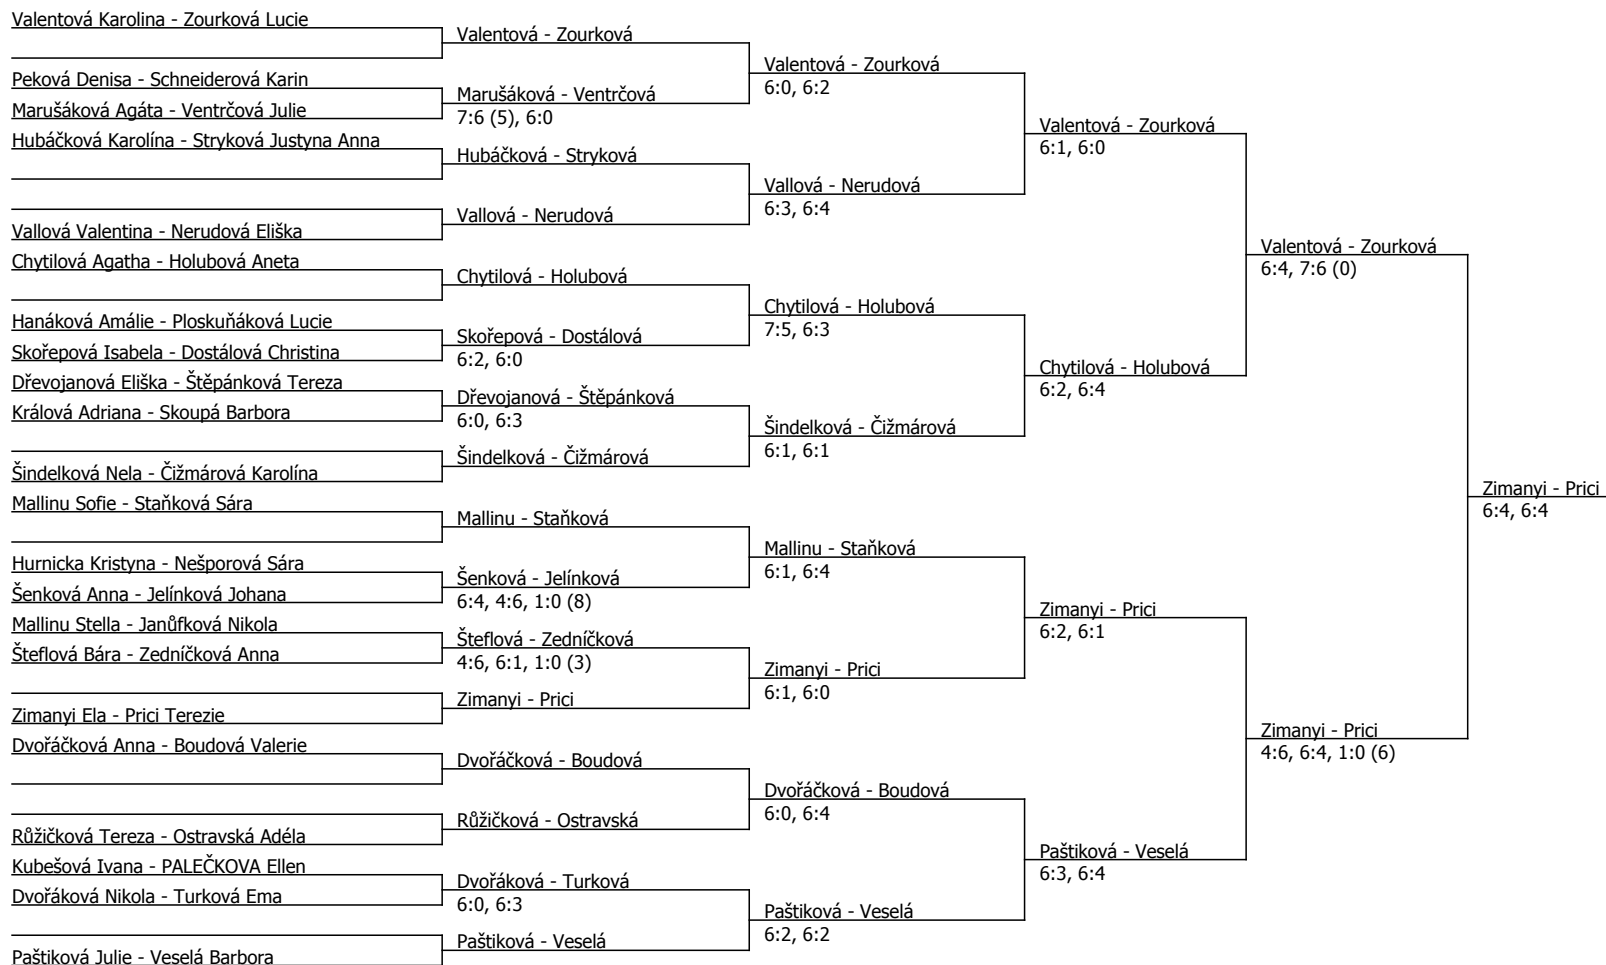 Valentová Karolina - Zourková Lucie
Peková Denisa - Schneiderová Karin
Marušáková Agáta - Ventrčová Julie
Hubáčková Karolína - Stryková Justyna Anna
Vallová Valentina - Nerudová Eliška
Chytilová Agatha - Holubová Aneta
Hanáková Amálie - Ploskuňáková Lucie
Skořepová Isabela - Dostálová Christina
Dřevojanová Eliška - Štěpánková Tereza
Králová Adriana - Skoupá Barbora
Šindelková Nela - Čižmárová Karolína
Mallinu Sofie - Staňková Sára
Hurnicka Kristyna - Nešporová Sára
Šenková Anna - Jelínková Johana
Mallinu Stella - Janůfková Nikola
Šteflová Bára - Zedníčková Anna
Zimanyi Ela - Prici Terezie
Dvořáčková Anna - Boudová Valerie
Růžičková Tereza - Ostravská Adéla
Kubešová Ivana - PALEČKOVA Ellen
Dvořáková Nikola - Turková Ema
Paštiková Julie - Veselá Barbora
Valentová - Zourková
Marušáková - Ventrčová
7:6 (5), 6:0
Hubáčková - Stryková
Vallová - Nerudová
Chytilová - Holubová
Skořepová - Dostálová
6:2, 6:0
Dřevojanová - Štěpánková
6:0, 6:3
Šindelková - Čižmárová
Mallinu - Staňková
Šenková - Jelínková
6:4, 4:6, 1:0 (8)
Šteflová - Zedníčková
4:6, 6:1, 1:0 (3)
Zimanyi - Prici
Dvořáčková - Boudová
Růžičková - Ostravská
Dvořáková - Turková
6:0, 6:3
Paštiková - Veselá
Valentová - Zourková
6:0, 6:2
Vallová - Nerudová
6:3, 6:4
Chytilová - Holubová
7:5, 6:3
Šindelková - Čižmárová
6:1, 6:1
Mallinu - Staňková
6:1, 6:4
Zimanyi - Prici
6:1, 6:0
Dvořáčková - Boudová
6:0, 6:4
Paštiková - Veselá
6:2, 6:2
Valentová - Zourková
6:1, 6:0
Chytilová - Holubová
6:2, 6:4
Zimanyi - Prici
6:2, 6:1
Paštiková - Veselá
6:3, 6:4
Valentová - Zourková
6:4, 7:6 (0)
Zimanyi - Prici
4:6, 6:4, 1:0 (6)
Zimanyi - Prici
6:4, 6:4